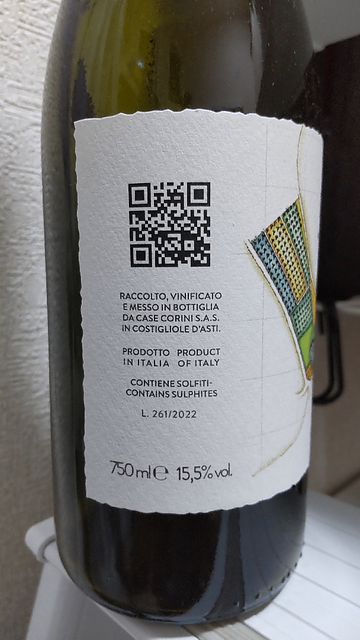 RACCOLTO, VINIFICATO
E MESSO IN BOTTIGLIA
DA CASE CORINI S.A.S.
IN COSTIGLIOLE D'ASTI.
PRODOTTO PRODUCT
IN ITALIA OF ITALY
CONTIENE SOLFITI-
CONTAINS SULPHITES
L. 261/2022
750 ml ℮ 15,5% vol.